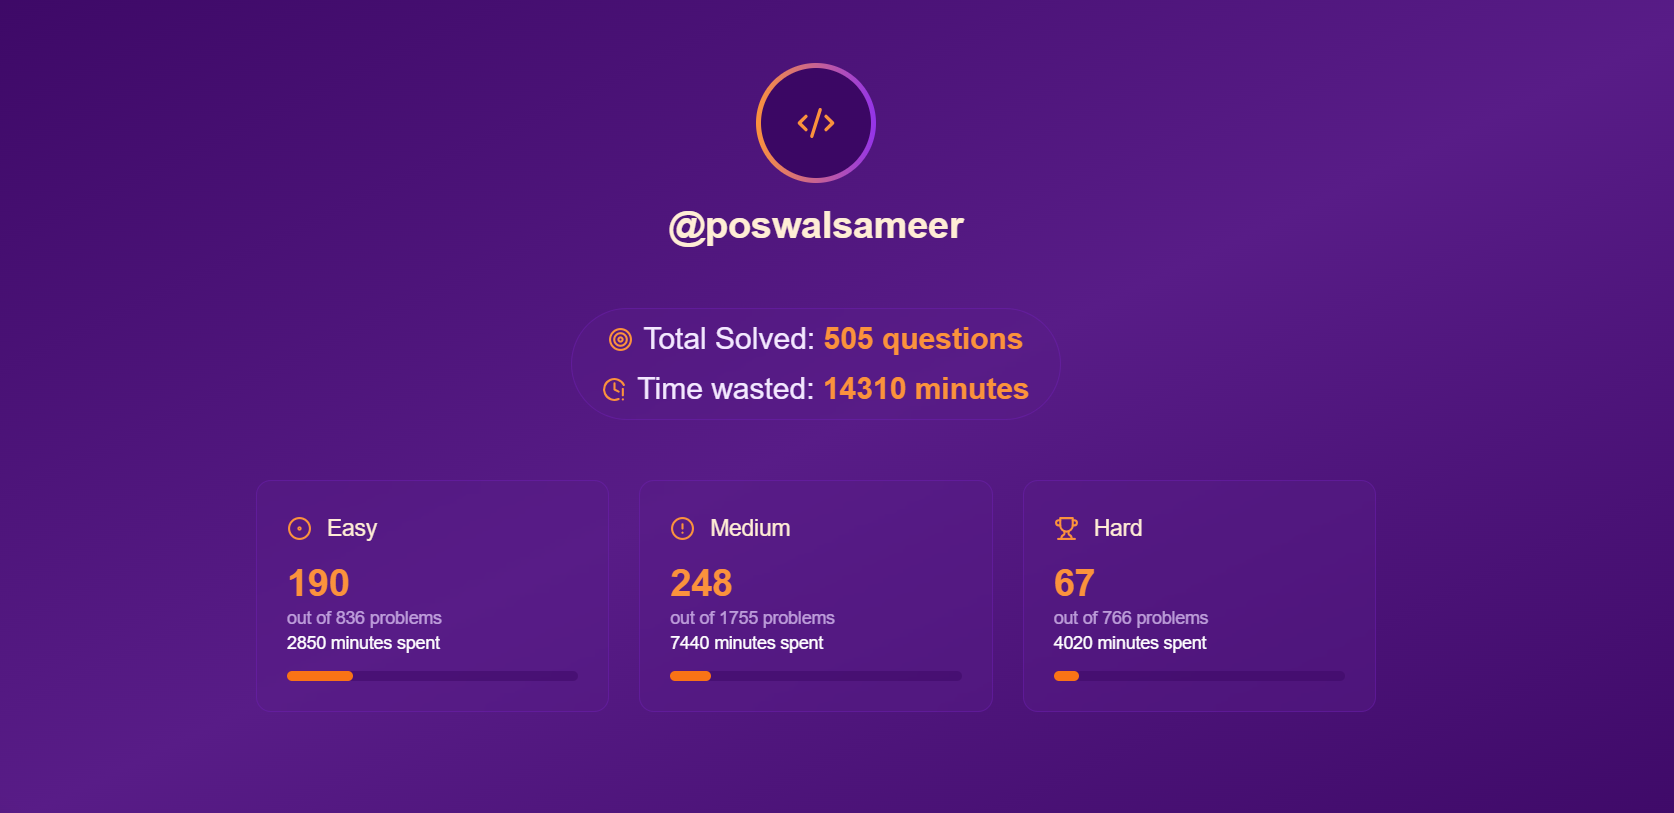 @poswalsameer
Total Solved: 505 questions
Time wasted: 14310 minutes
Easy
190
out of 836 problems
2850 minutes spent
Medium
248
out of 1755 problems
7440 minutes spent
Hard
67
out of 766 problems
4020 minutes spent